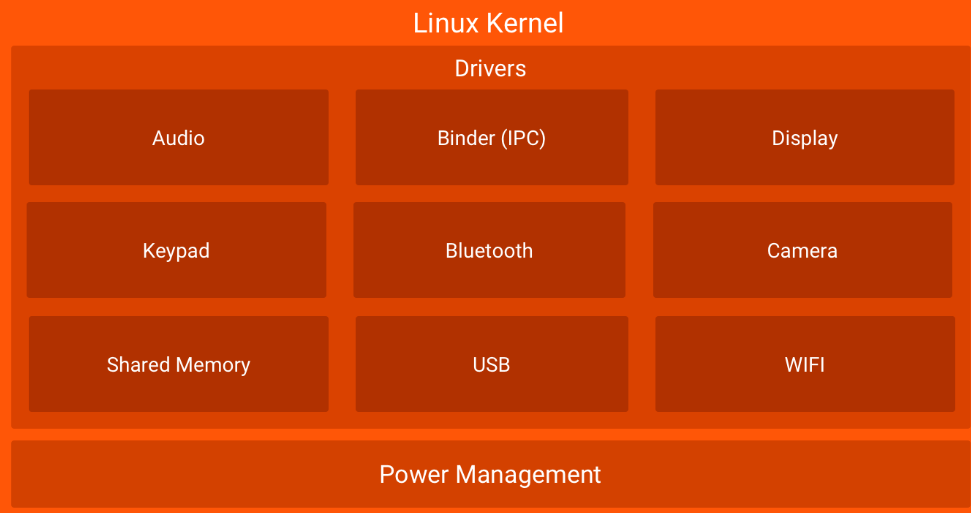 Linux Kernel
Drivers
Audio
Binder (IPC)
Display
Keypad
Bluetooth
Camera
Shared Memory
USB
WIFI
Power Management